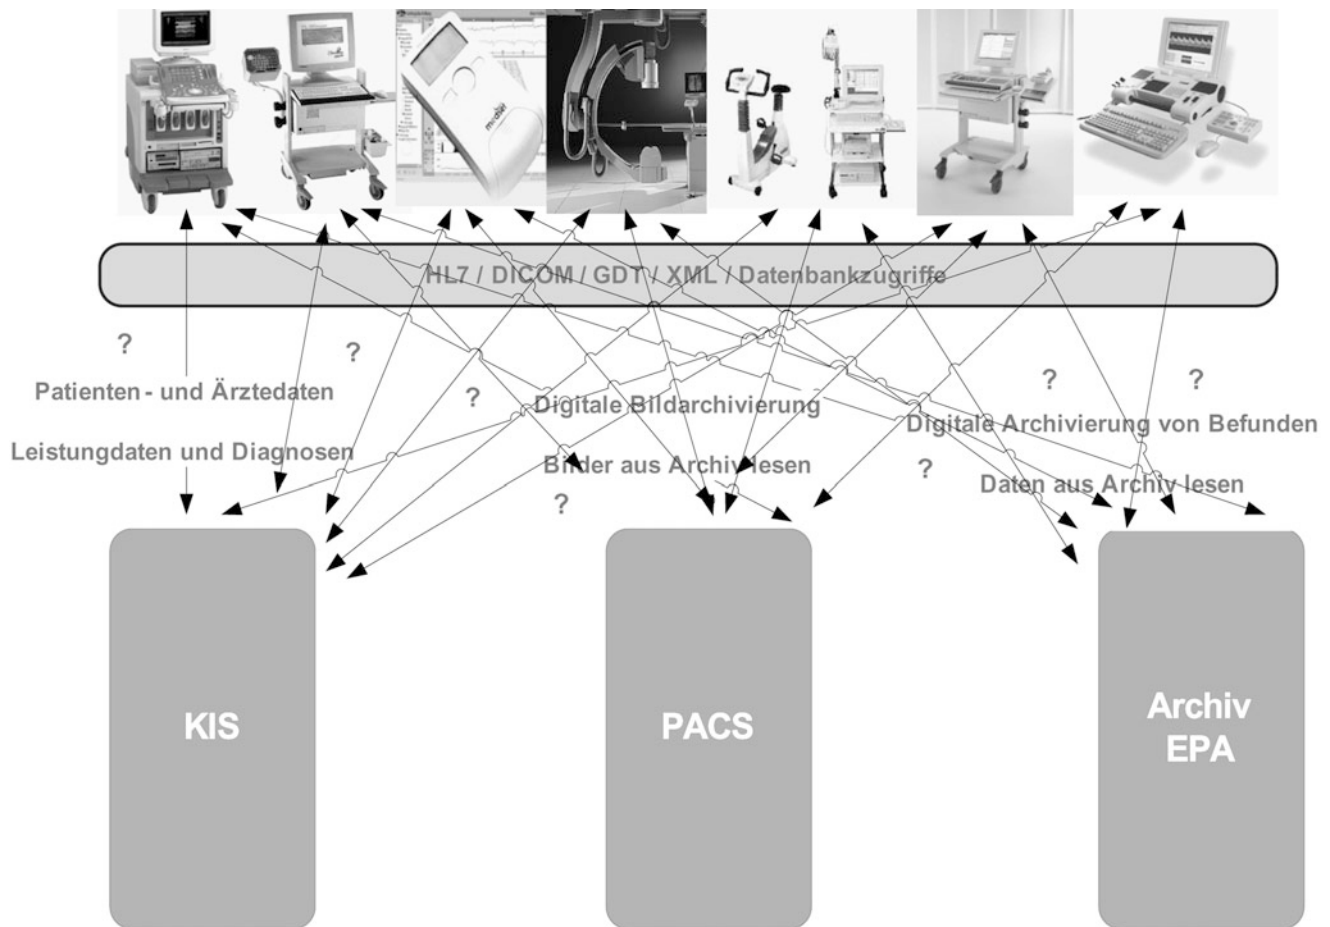 HL7 / DICOM / GDT / XML / Datenbankzugriffe
?
?
?
?
?
Patienten - und Ärztedaten
Digitale Bildarchivierung
Digitale Archivierung von Befunden
Leistungdaten und Diagnosen
Bilder aus Archiv lesen
?
Daten aus Archiv lesen
?
KIS
PACS
Archiv
EPA